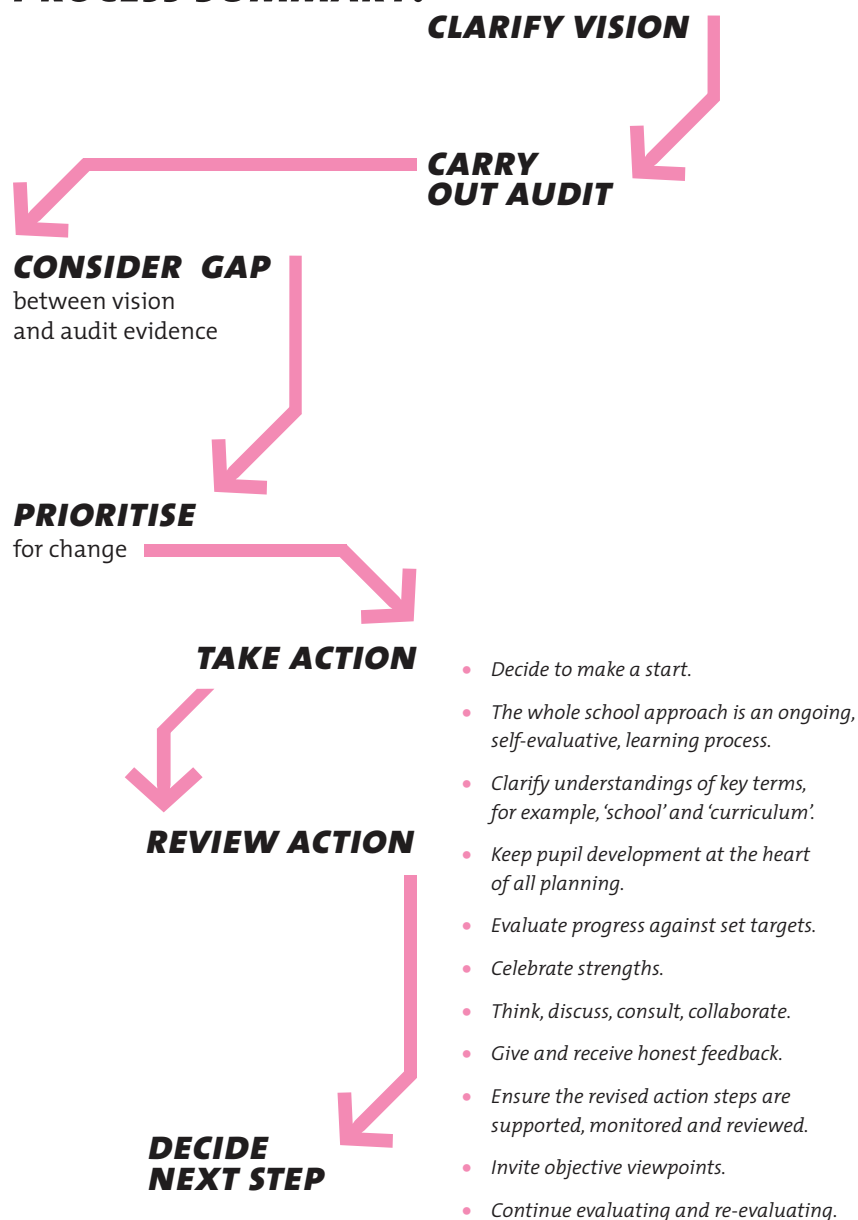 PROCESS SUMMARY:
CLARIFY VISION
CARRY
OUT AUDIT
CONSIDER GAP
between vision
and audit evidence
PRIORITISE
for change
TAKE ACTION
REVIEW ACTION
DECIDE
NEXT STEP
• Decide to make a start.
• The whole school approach is an ongoing,
self-evaluative, learning process.
• Clarify understandings of key terms,
for example, ‘school’ and ‘curriculum’.
• Keep pupil development at the heart
of all planning.
• Evaluate progress against set targets.
• Celebrate strengths.
• Think, discuss, consult, collaborate.
• Give and receive honest feedback.
• Ensure the revised action steps are
supported, monitored and reviewed.
• Invite objective viewpoints.
• Continue evaluating and re-evaluating.